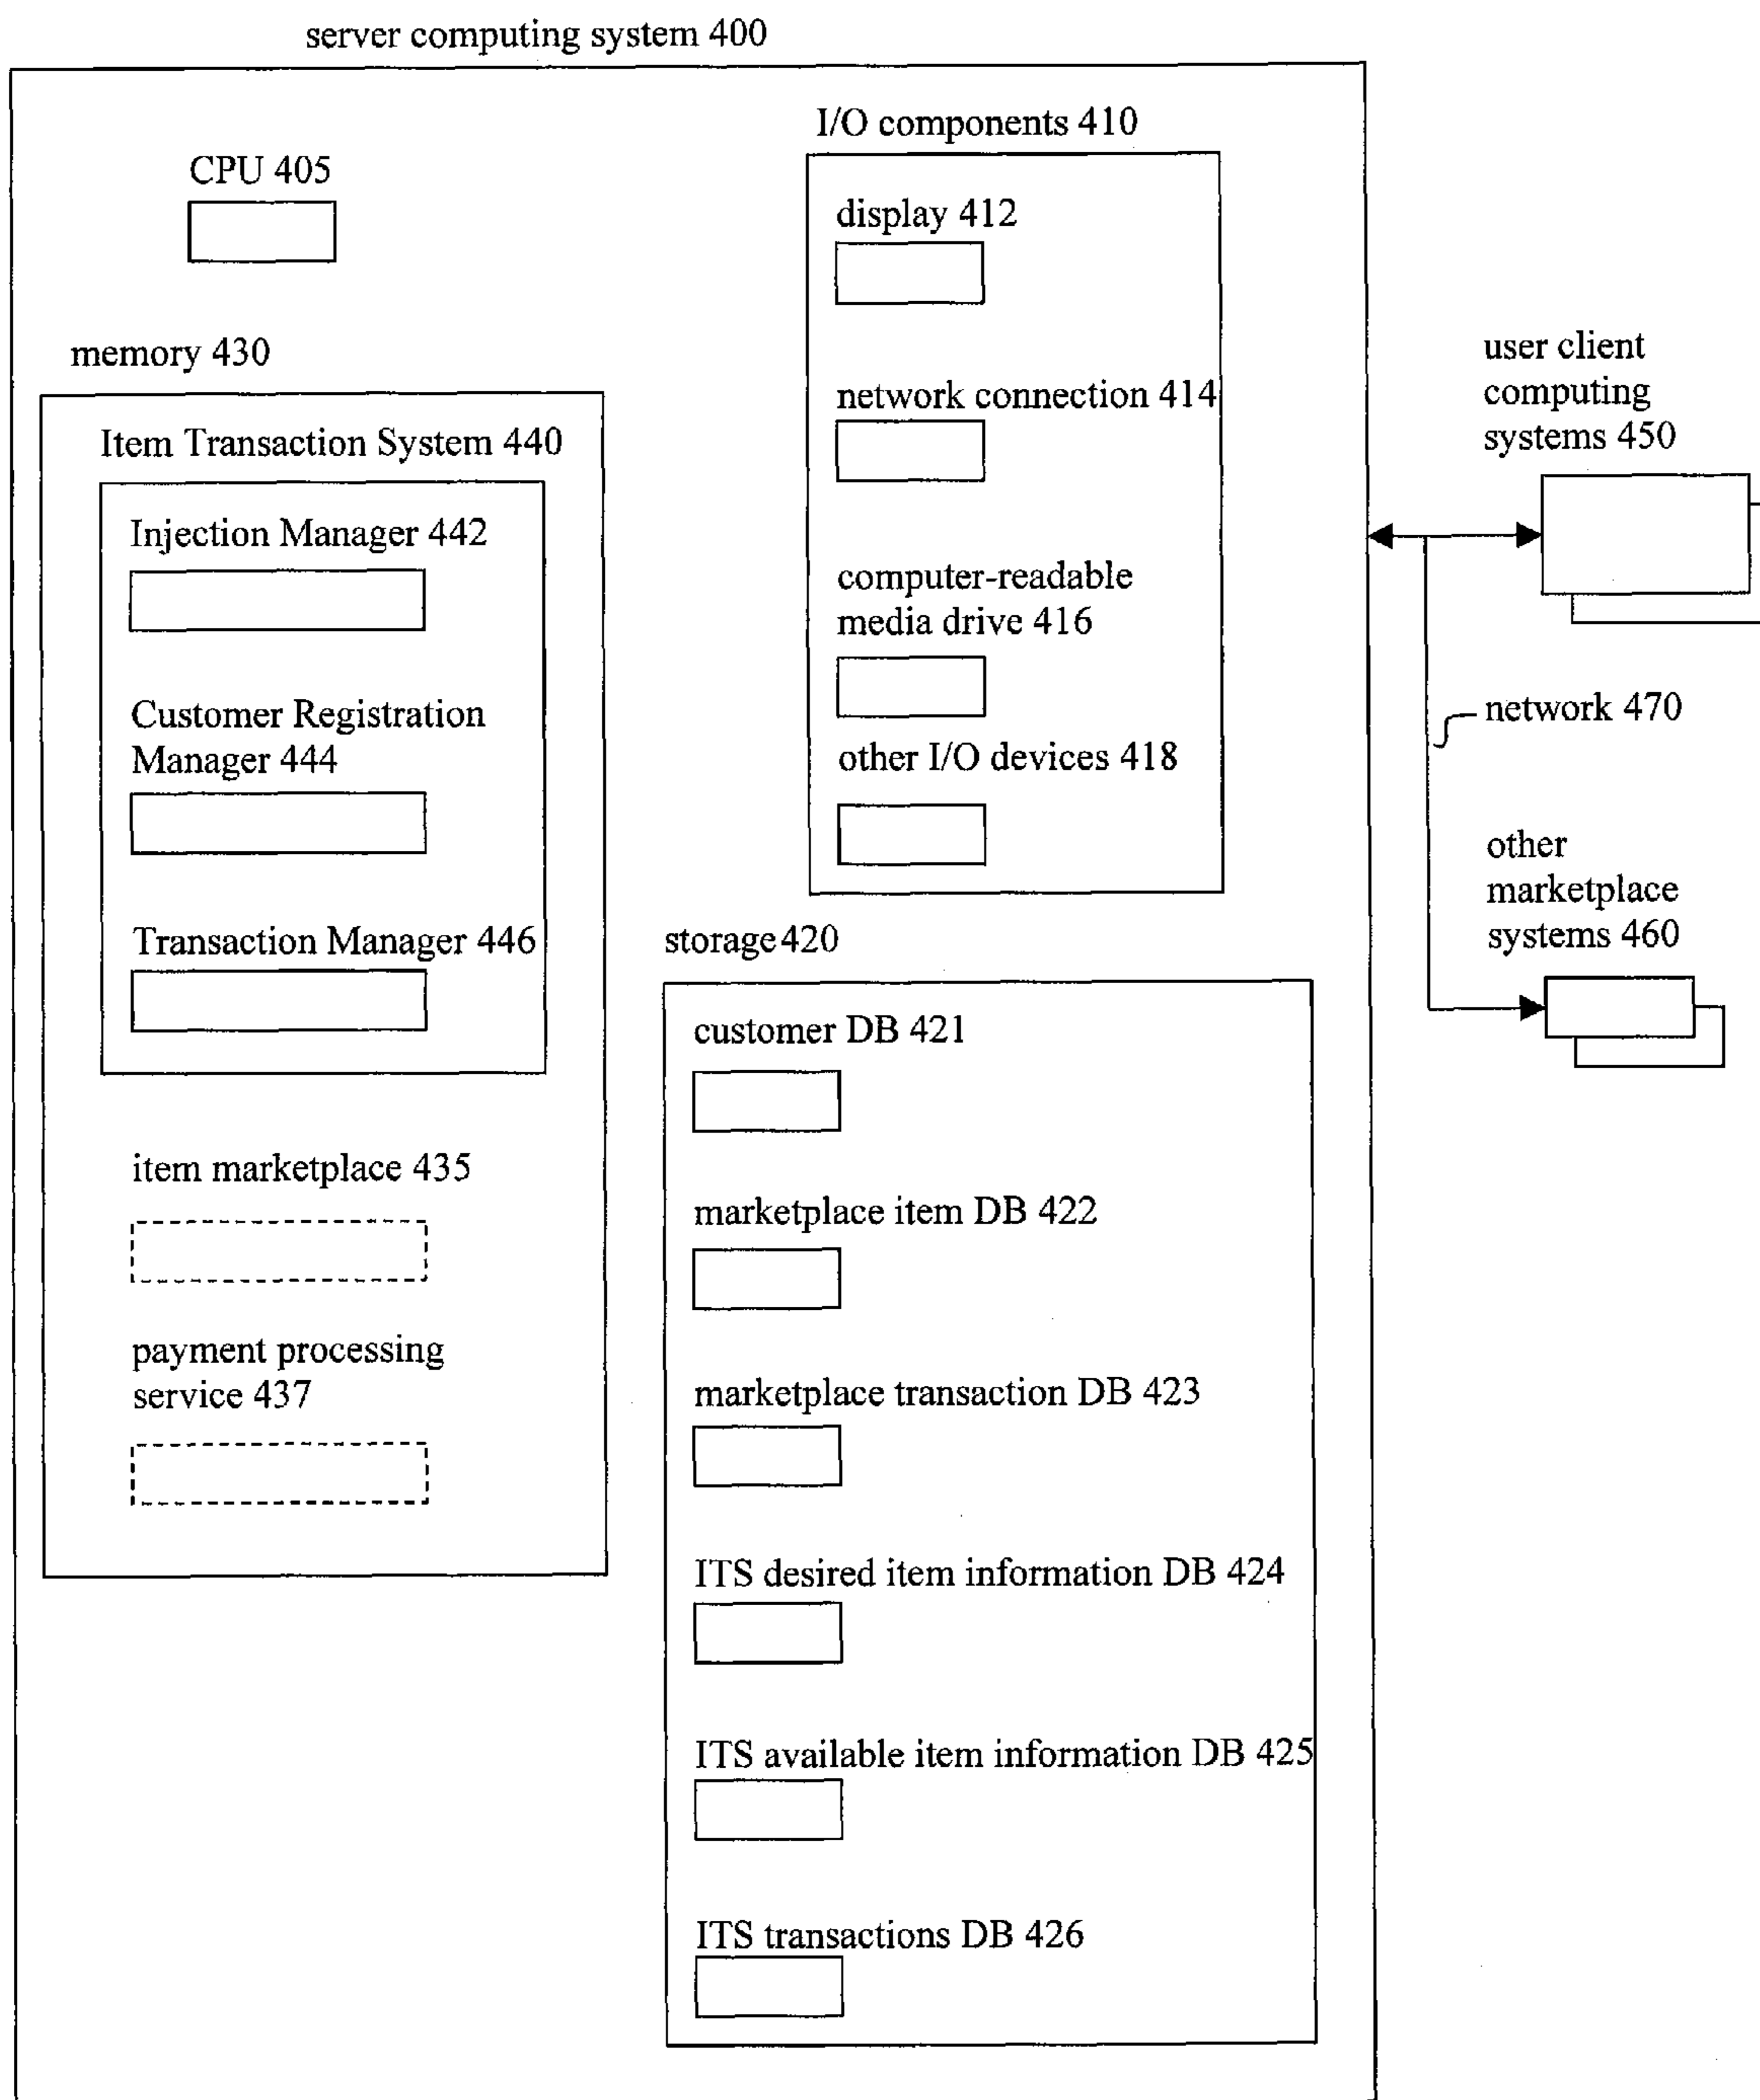 server computing system 400
CPU 405
memory 430
Item Transaction System 440
Injection Manager 442
Customer Registration
Manager 444
Transaction Manager 446
item marketplace 435
payment processing
service 437
I/O components 410
display 412
network connection 414
computer-readable
media drive 416
other I/O devices 418
storage 420
customer DB 421
marketplace item DB 422
marketplace transaction DB 423
ITS desired item information DB 424
ITS available item information DB 425
ITS transactions DB 426
user client
computing
systems 450
network 470
other
marketplace
systems 460